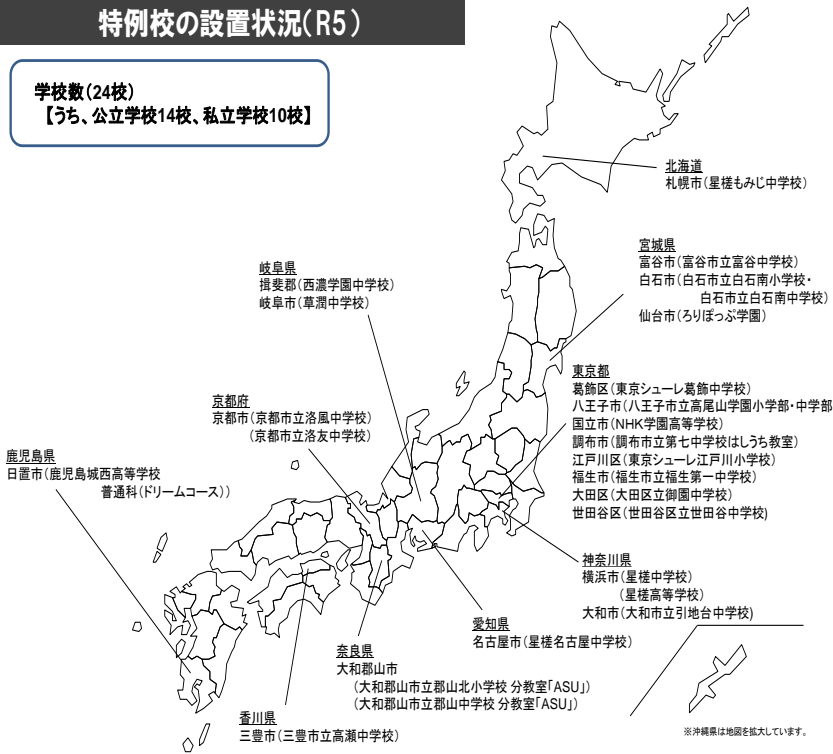 特例校の設置状況（R5）
学校数（24校）
【うち、公立学校14校、私立学校10校】
北海道
札幌市（星槎もみじ中学校）
宮城県
富谷市（富谷市立富谷中学校）
白石市（白石市立白石南小学校・
白石市立白石南中学校）
仙台市（ろりぽっぷ学園）
岐阜県
揖斐郡（西濃学園中学校）
岐阜市（草潤中学校）
東京都
葛飾区（東京シューレ葛飾中学校）
八王子市（八王子市立高尾山学園小学部・中学部
国立市（NHK学園高等学校）
調布市（調布市立第七中学校はしうち教室）
江戸川区（東京シューレ江戸川小学校）
福生市（福生市立福生第一中学校）
大田区（大田区立御園中学校）
世田谷区（世田谷区立世田谷中学校)
京都府
京都市（京都市立洛風中学校）
（京都市立洛友中学校）
鹿児島県
日置市（鹿児島城西高等学校
普通科（ドリームコース））
神奈川県
横浜市（星槎中学校）
（星槎高等学校）
大和市（大和市立引地台中学校)
愛知県
名古屋市（星槎名古屋中学校）
奈良県
大和郡山市
（大和郡山市立郡山北小学校 分教室「ASU」）
（大和郡山市立郡山中学校 分教室「ASU」）
香川県
三豊市（三豊市立高瀬中学校）
※沖縄県は地図を拡大しています。